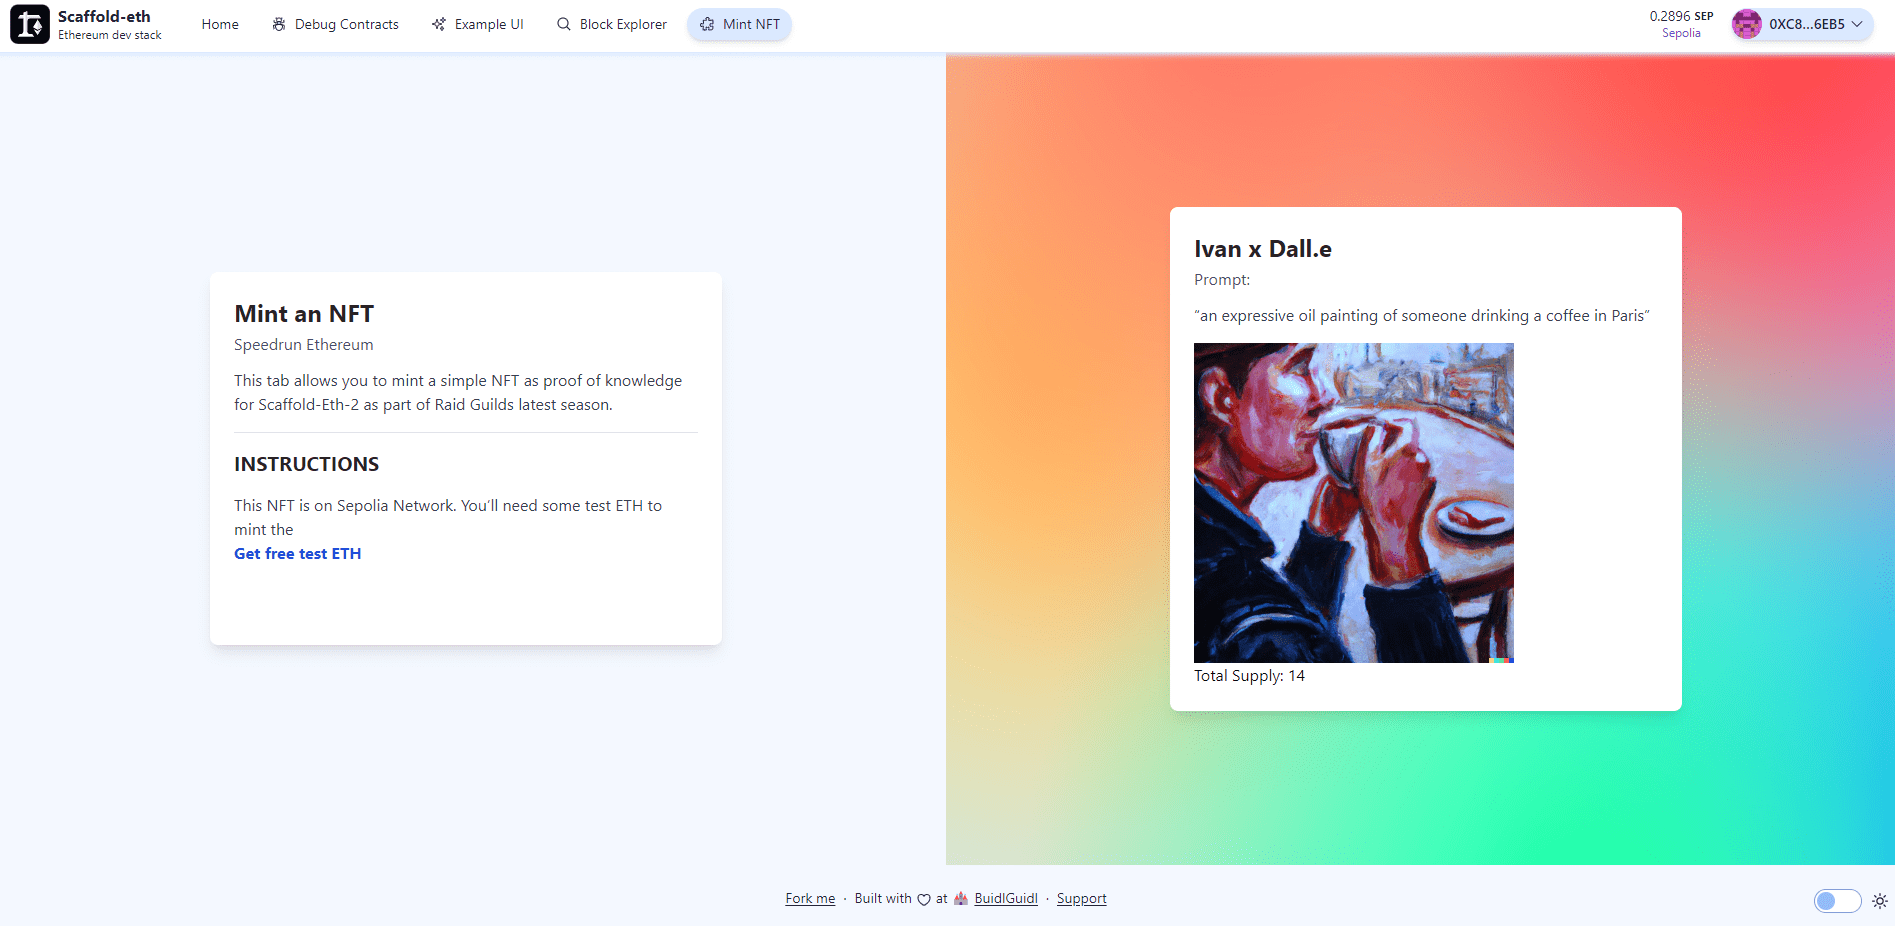 Scaffold-eth
Ethereum dev stack
Home
Debug Contracts
Example UI
Block Explorer
Mint NFT
0.2896 SEP
Sepolia
0XC8...6EB5
Mint an NFT
Speedrun Ethereum
This tab allows you to mint a simple NFT as proof of knowledge
for Scaffold-Eth-2 as part of Raid Guilds latest season.
INSTRUCTIONS
This NFT is on Sepolia Network. You'll need some test ETH to
mint the
Get free test ETH
Ivan x Dall.e
Prompt:
“an expressive oil painting of someone drinking a coffee in Paris”
Total Supply: 14
Fork me · Built with ♡ at 🏰 BuidlGuidl · Support